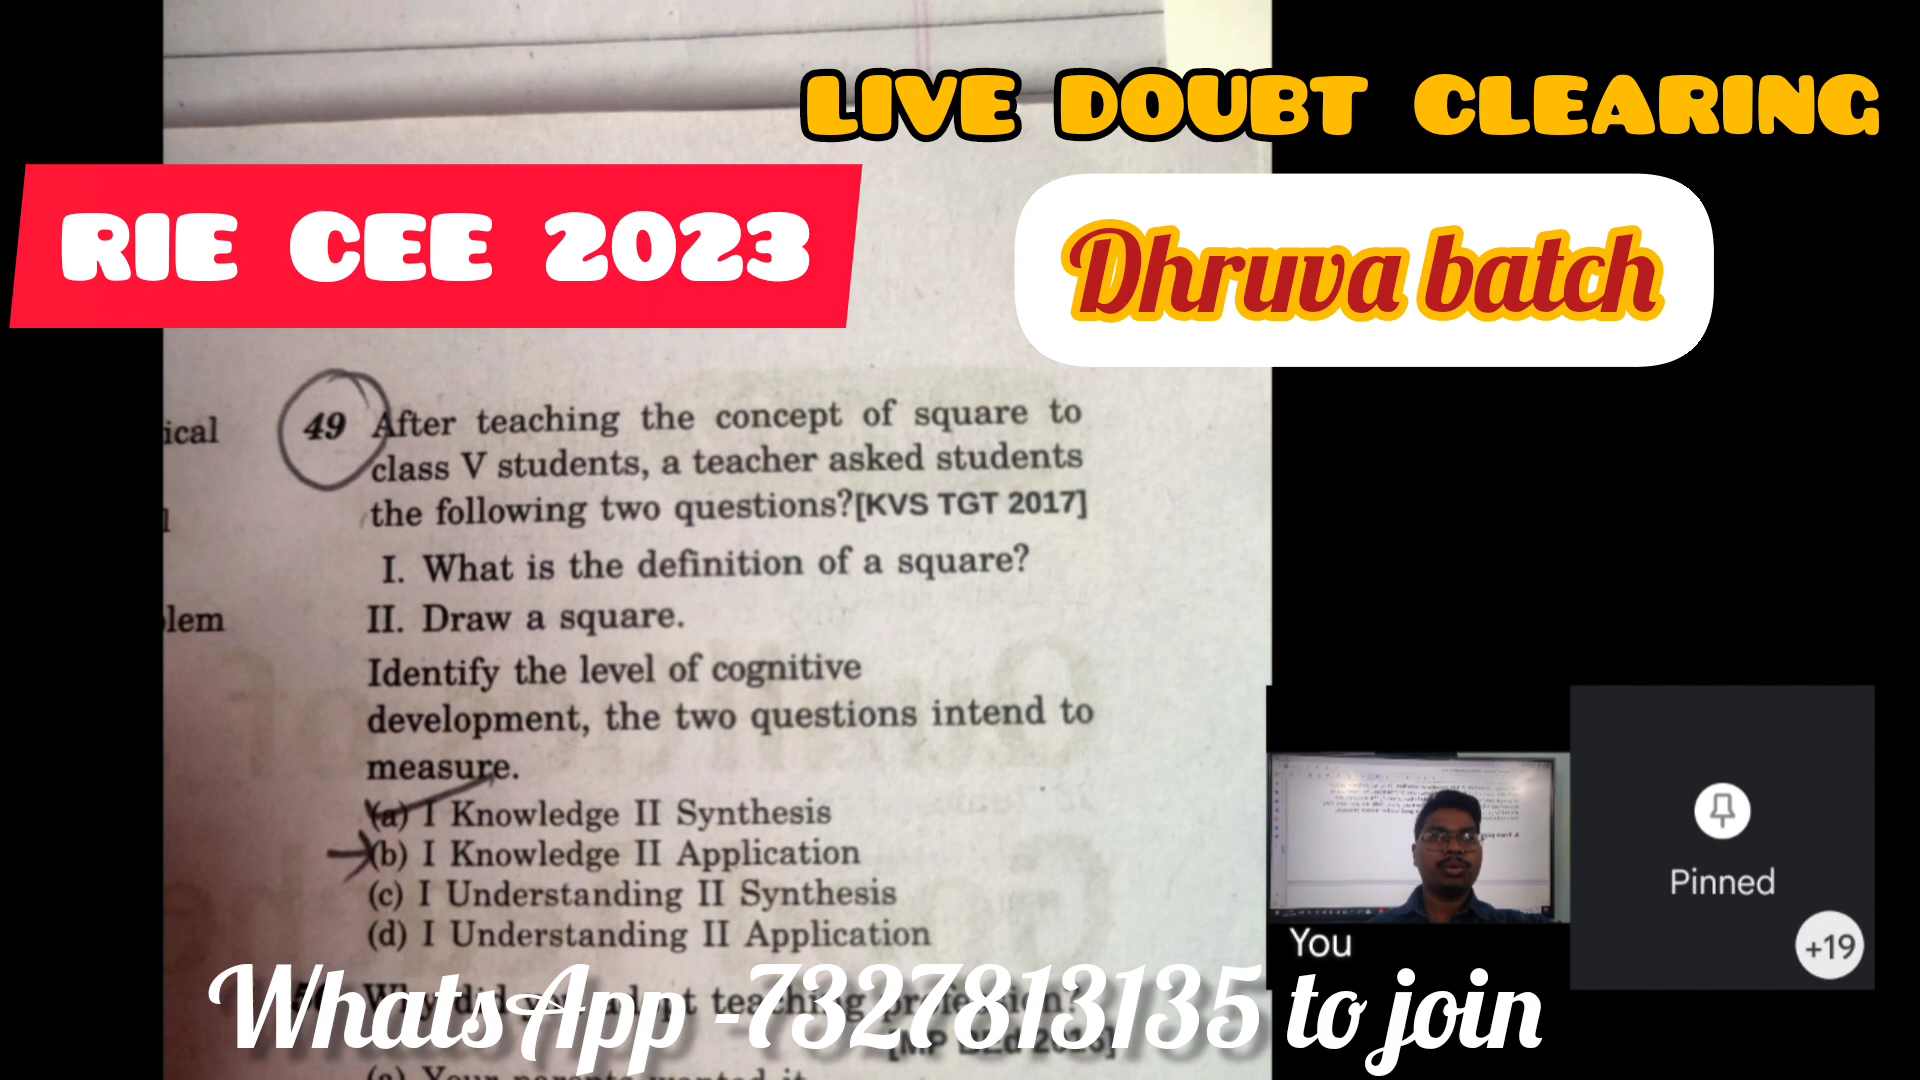 LIVE DOUBT CLEARING
RIE CEE 2023
Dhruva batch
ical
49 After teaching the concept of square to
class V students, a teacher asked students
the following two questions?[KVS TGT 2017]
I. What is the definition of a square?
II. Draw a square.
lem
Identify the level of cognitive
development, the two questions intend to
measure.
(a) I Knowledge II Synthesis
(b) I Knowledge II Application
(c) I Understanding II Synthesis
(d) I Understanding II Application
teaching profession?
WhatsApp -7327813135 to join
You
Pinned
+19